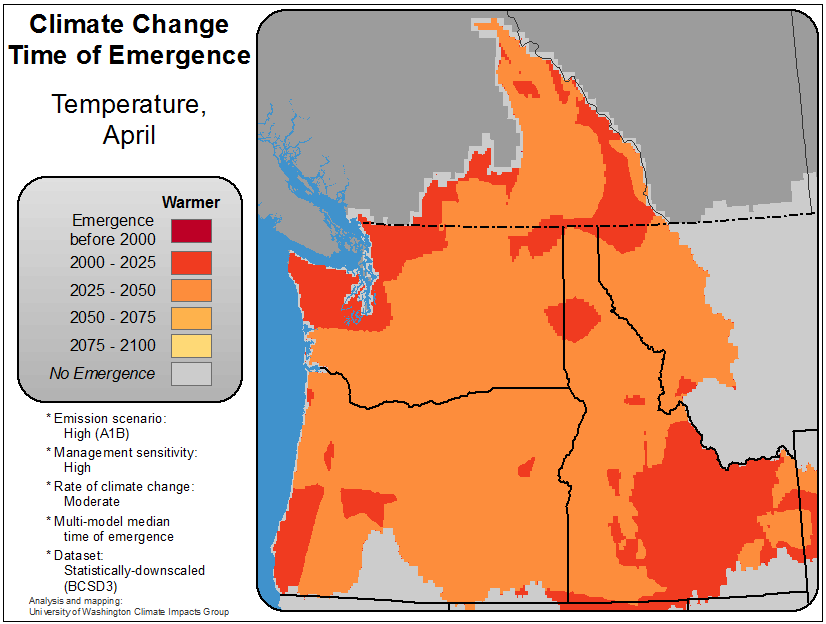 Climate Change
Time of Emergence
Temperature,
April
Warmer
Emergence
before 2000
2000 - 2025
2025 - 2050
2050 - 2075
2075 - 2100
No Emergence
* Emission scenario:
High (A1B)
* Management sensitivity:
High
* Rate of climate change:
Moderate
* Multi-model median
time of emergence
* Dataset:
Statistically-downscaled
(BCSD3)
Analysis and mapping:
University of Washington Climate Impacts Group